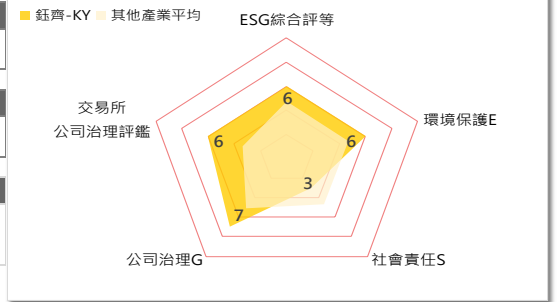 鈺齊-KY 其他產業平均
ESG綜合評等
6
環境保護E
6
3
社會責任S
公司治理G
7
交易所
公司治理評鑑
6